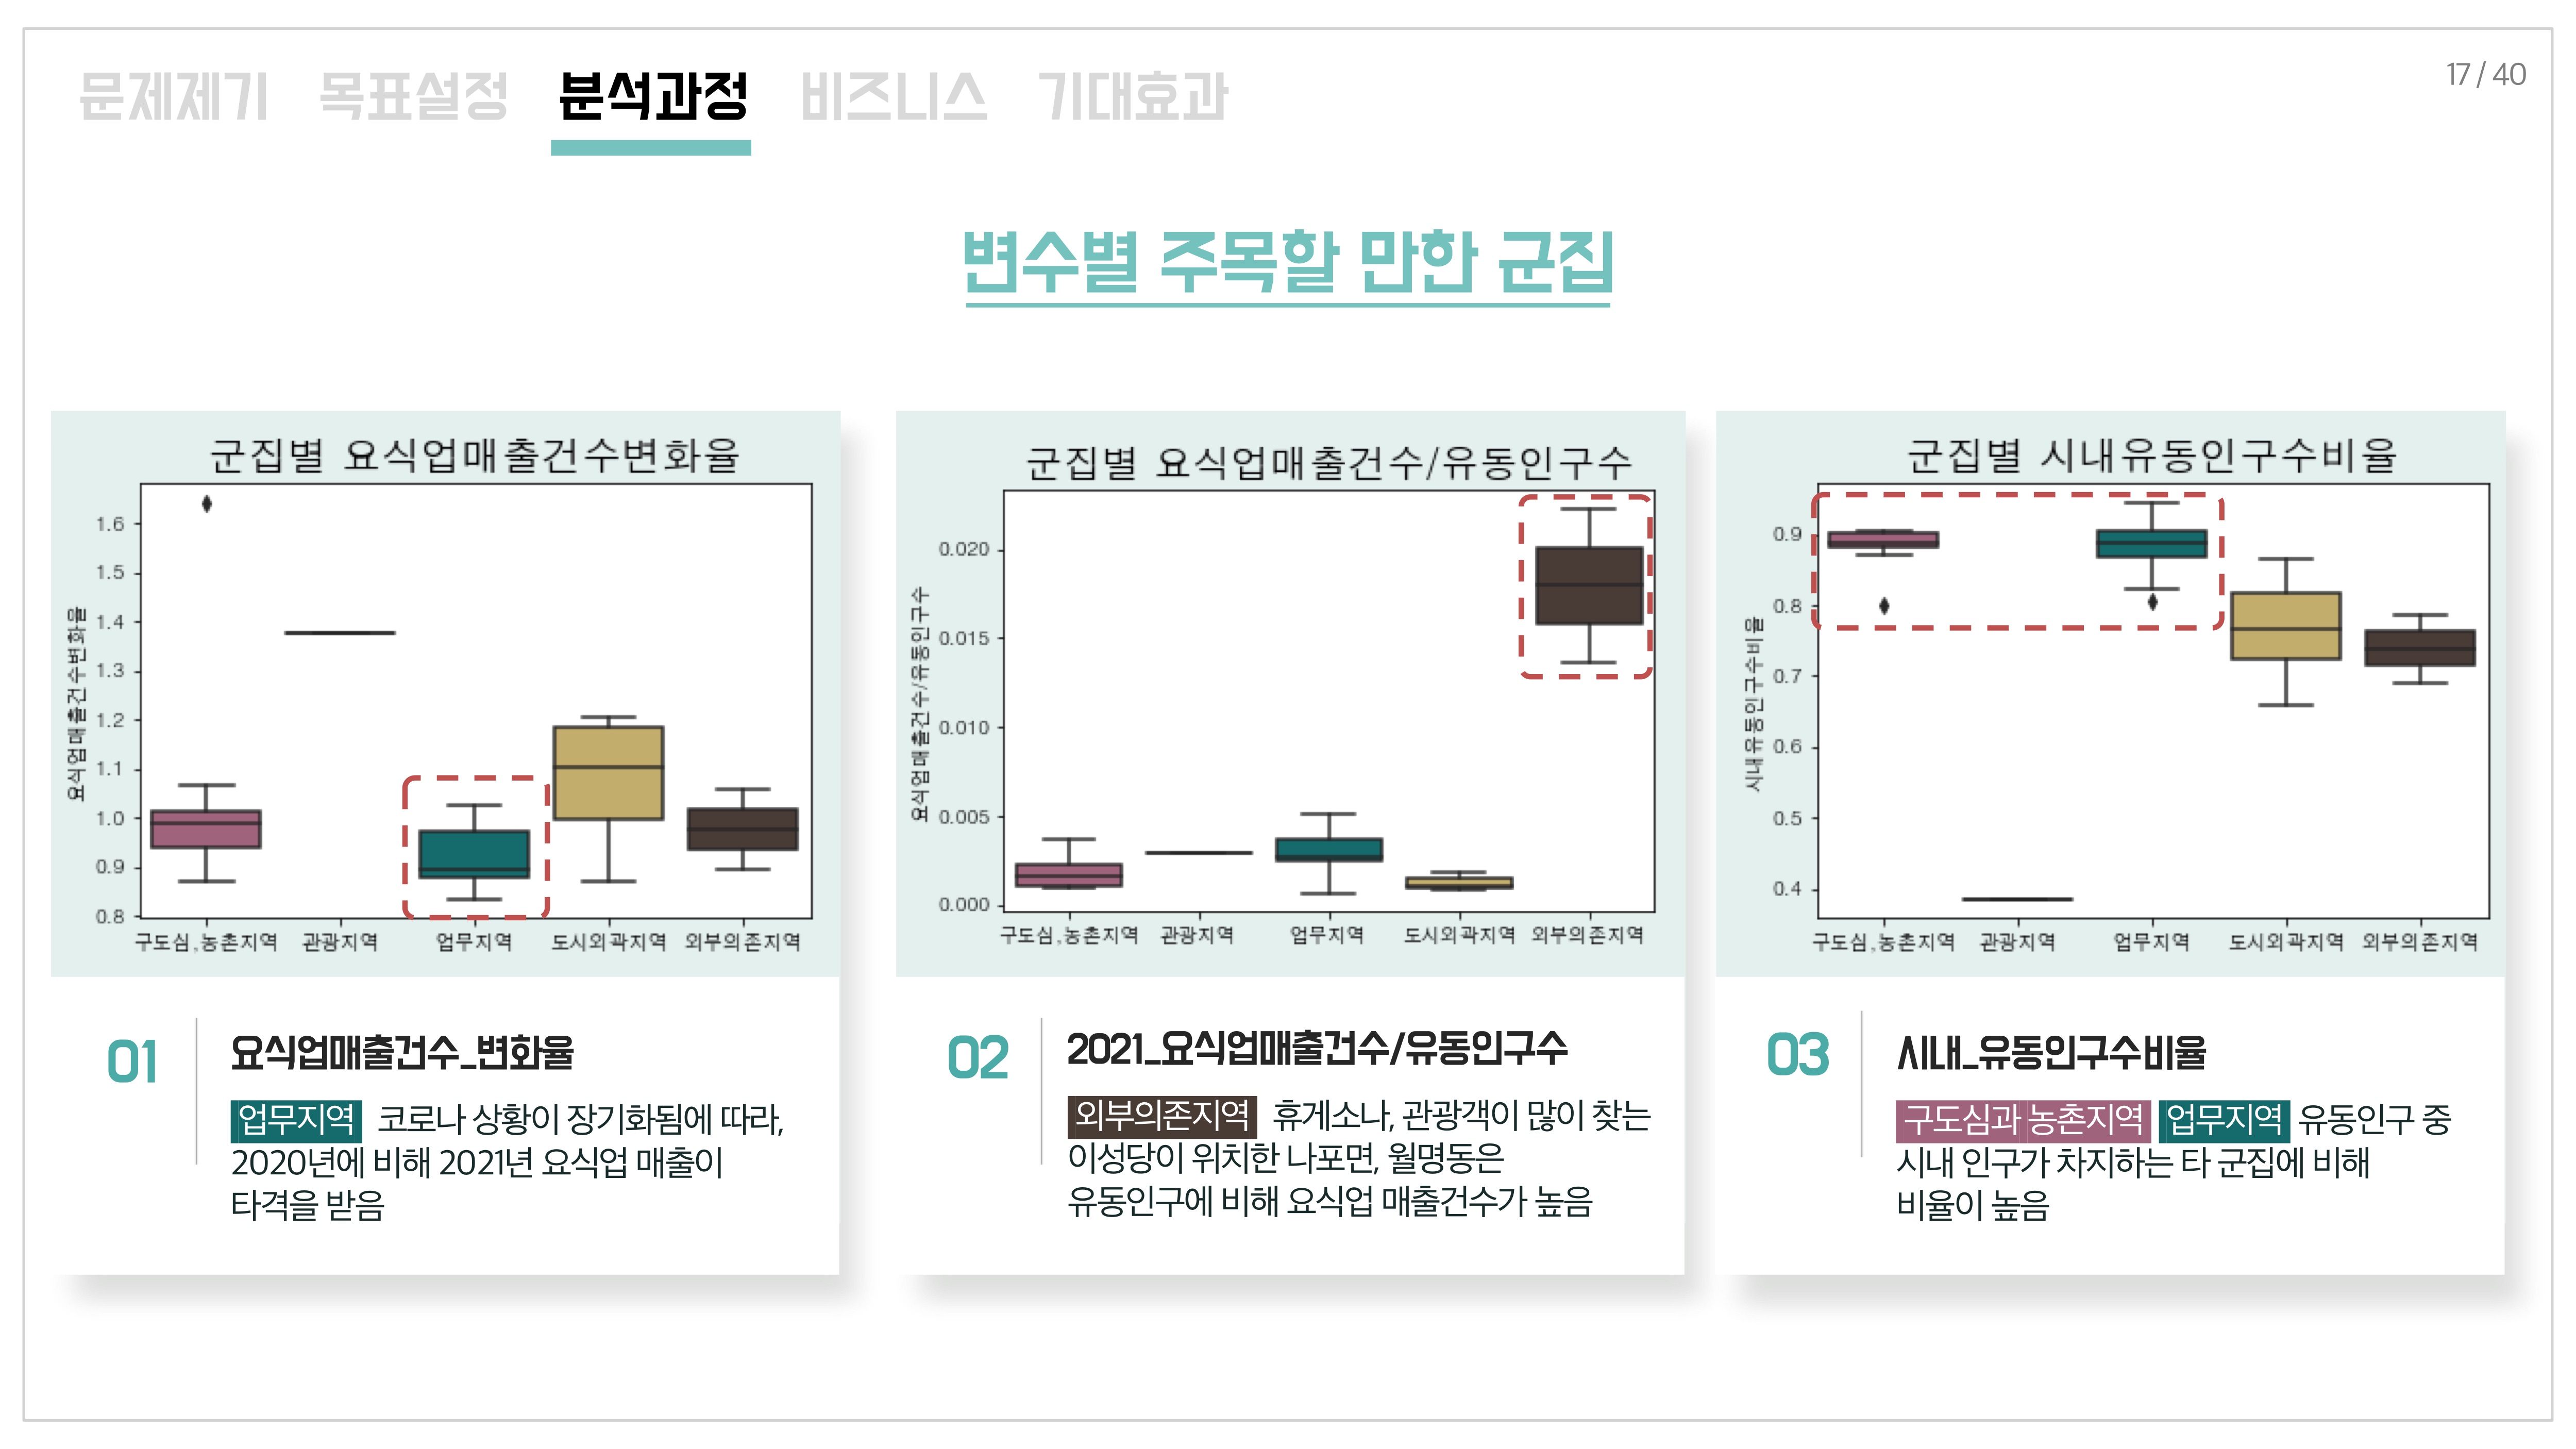 문제제기 목표설정 분석과정 비즈니스 기대효과
17 / 40
변수별 주목할 만한 군집
군집별 요식업매출건수변화율
요식업매출건수변화율
1.6
1.5
1.4
1.3
1.2
1.1
1.0
0.9
0.8
구도심,농촌지역 관광지역 업무지역 도시외곽지역 외부의존지역
01
요식업매출건수_변화율
업무지역 코로나 상황이 장기화됨에 따라,
2020년에 비해 2021년 요식업 매출이
타격을 받음
군집별 요식업매출건수/유동인구수
요식업매출건수/유동인구수
0.020
0.015
0.010
0.005
0.000
구도심,농촌지역 관광지역 업무지역 도시외곽지역 외부의존지역
02
2021_요식업매출건수/유동인구수
외부의존지역 휴게소나, 관광객이 많이 찾는
이성당이 위치한 나포면, 월명동은
유동인구에 비해 요식업 매출건수가 높음
군집별 시내유동인구수비율
시내유동인구수비율
0.9
0.8
0.7
0.6
0.5
0.4
구도심,농촌지역 관광지역 업무지역 도시외곽지역 외부의존지역
03
시내_유동인구수비율
구도심과 농촌지역 업무지역 유동인구 중
시내 인구가 차지하는 타 군집에 비해
비율이 높음